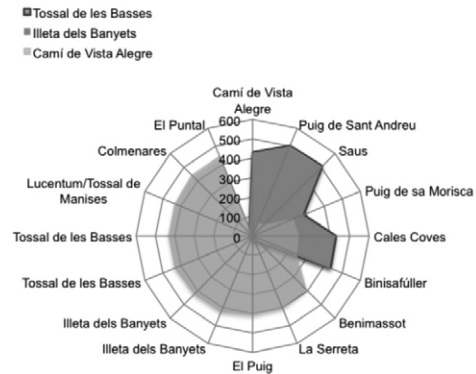 Tossal de les Basses
Illeta dels Banyets
Camí de Vista Alegre
Camí de Vista
Alegre
El Puntal
Puig de Sant Andreu
Colmenares
Saus
Lucentum/Tossal de
Manises
Puig de sa Morisca
Tossal de les Basses
Cales Coves
Tossal de les Basses
Binisafúller
Illeta dels Banyets
Benimassot
Illeta dels Banyets
La Serreta
El Puig
600
500
400
300
200
100
0